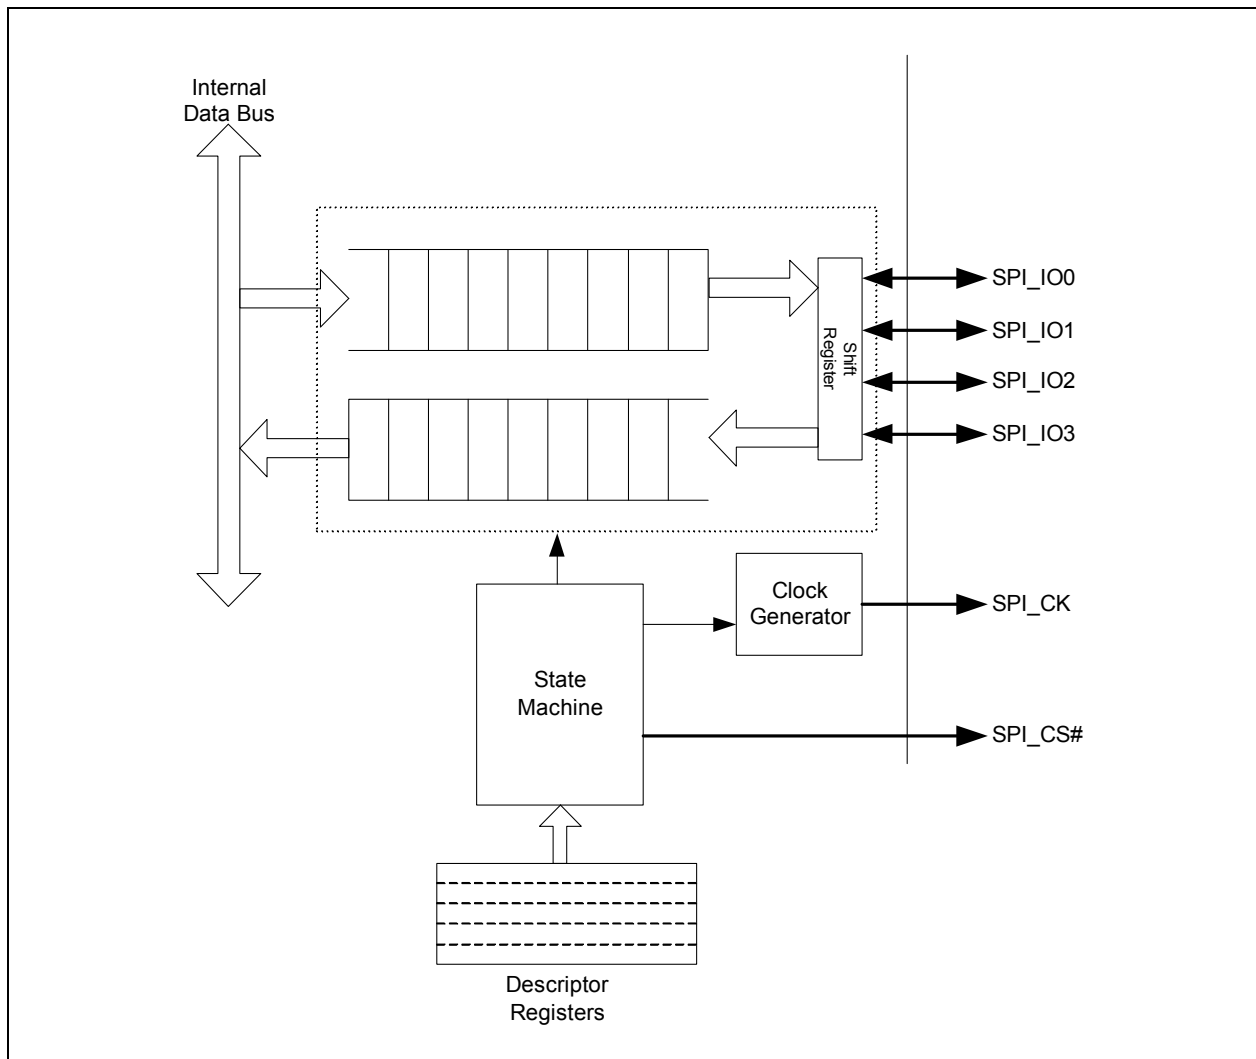 Internal
Data Bus
SPI_IO0
SPI_IO1
Shift
Register
SPI_IO2
SPI_IO3
Clock
Generator
SPI_CK
State
Machine
SPI_CS#
Descriptor
Registers